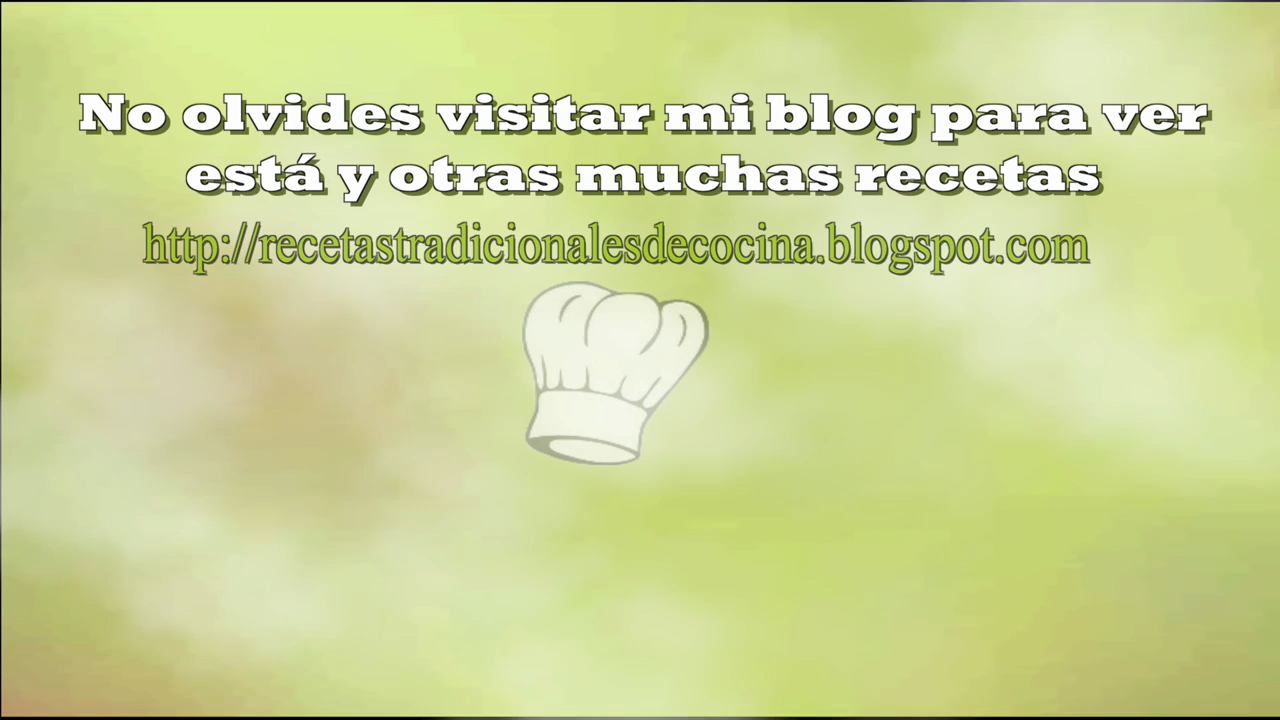 No olvides visitar mi blog para ver
está y otras muchas recetas
http://recetastradicionalesdecocina.blogspot.com